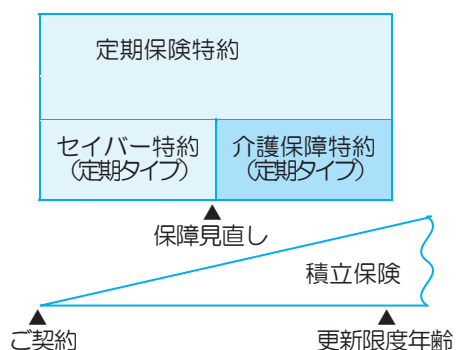 定期保険特約
セイバー特約
(定期タイプ)
介護保障特約
(定期タイプ)
▲
保障見直し
積立保険
▲
ご契約
▲
更新限度年齢